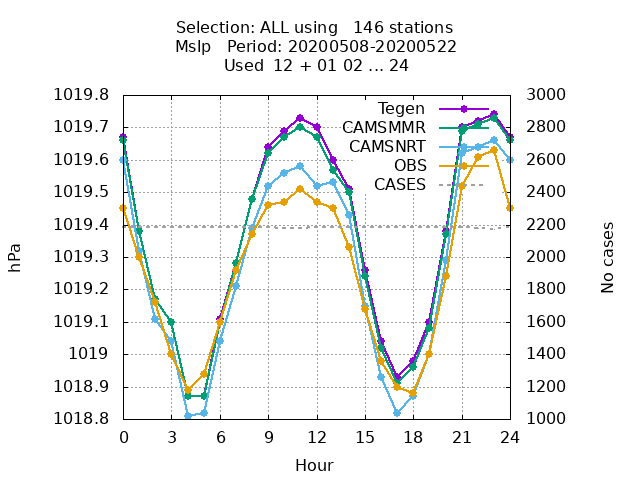 Selection: ALL using   146 stations
Mslp   Period: 20200508-20200522
Used  12 + 01 02 ... 24
1019.8
1019.7
1019.6
1019.5
1019.4
1019.3
1019.2
1019.1
1019
1018.9
1018.8
hPa
Tegen
CAMSMMR
CAMSNRT
OBS
CASES
3000
2800
2600
2400
2200
2000
1800
1600
1400
1200
1000
No cases
0 3 6 9 12 15 18 21 24
Hour